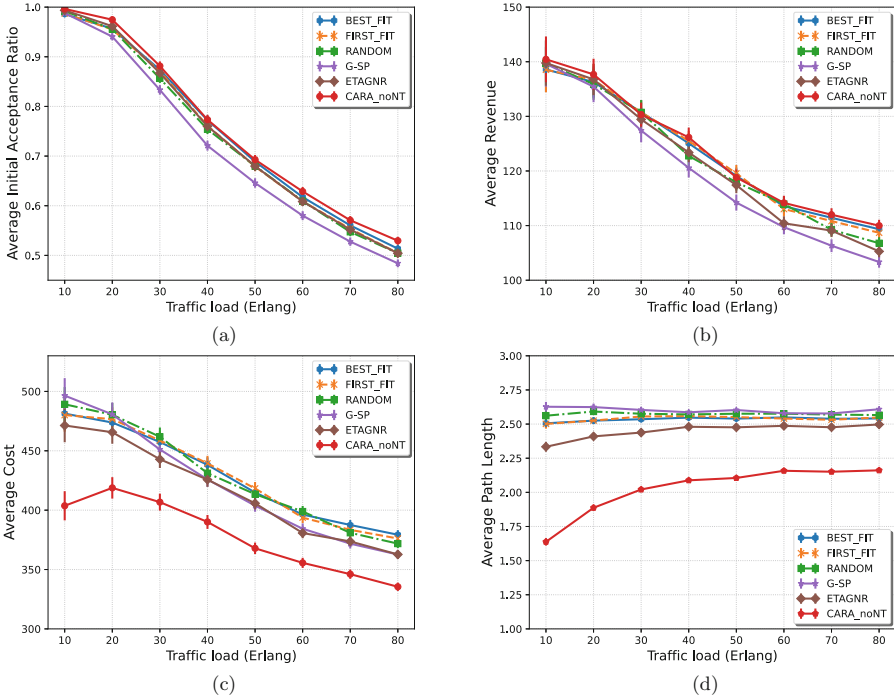 Average Initial Acceptance Ratio
1.0
0.9
0.8
0.7
0.6
0.5
10 20 30 40 50 60 70 80
Traffic load (Erlang)
BEST_FIT
FIRST_FIT
RANDOM
G-SP
ETAGNR
CARA_noNT
(a)
Average Revenue
150
140
130
120
110
100
10 20 30 40 50 60 70 80
Traffic load (Erlang)
BEST_FIT
FIRST_FIT
RANDOM
G-SP
ETAGNR
CARA_noNT
(b)
Average Cost
500
450
400
350
300
10 20 30 40 50 60 70 80
Traffic load (Erlang)
BEST_FIT
FIRST_FIT
RANDOM
G-SP
ETAGNR
CARA_noNT
(c)
Average Path Length
3.00
2.75
2.50
2.25
2.00
1.75
1.50
1.25
1.00
10 20 30 40 50 60 70 80
Traffic load (Erlang)
BEST_FIT
FIRST_FIT
RANDOM
G-SP
ETAGNR
CARA_noNT
(d)